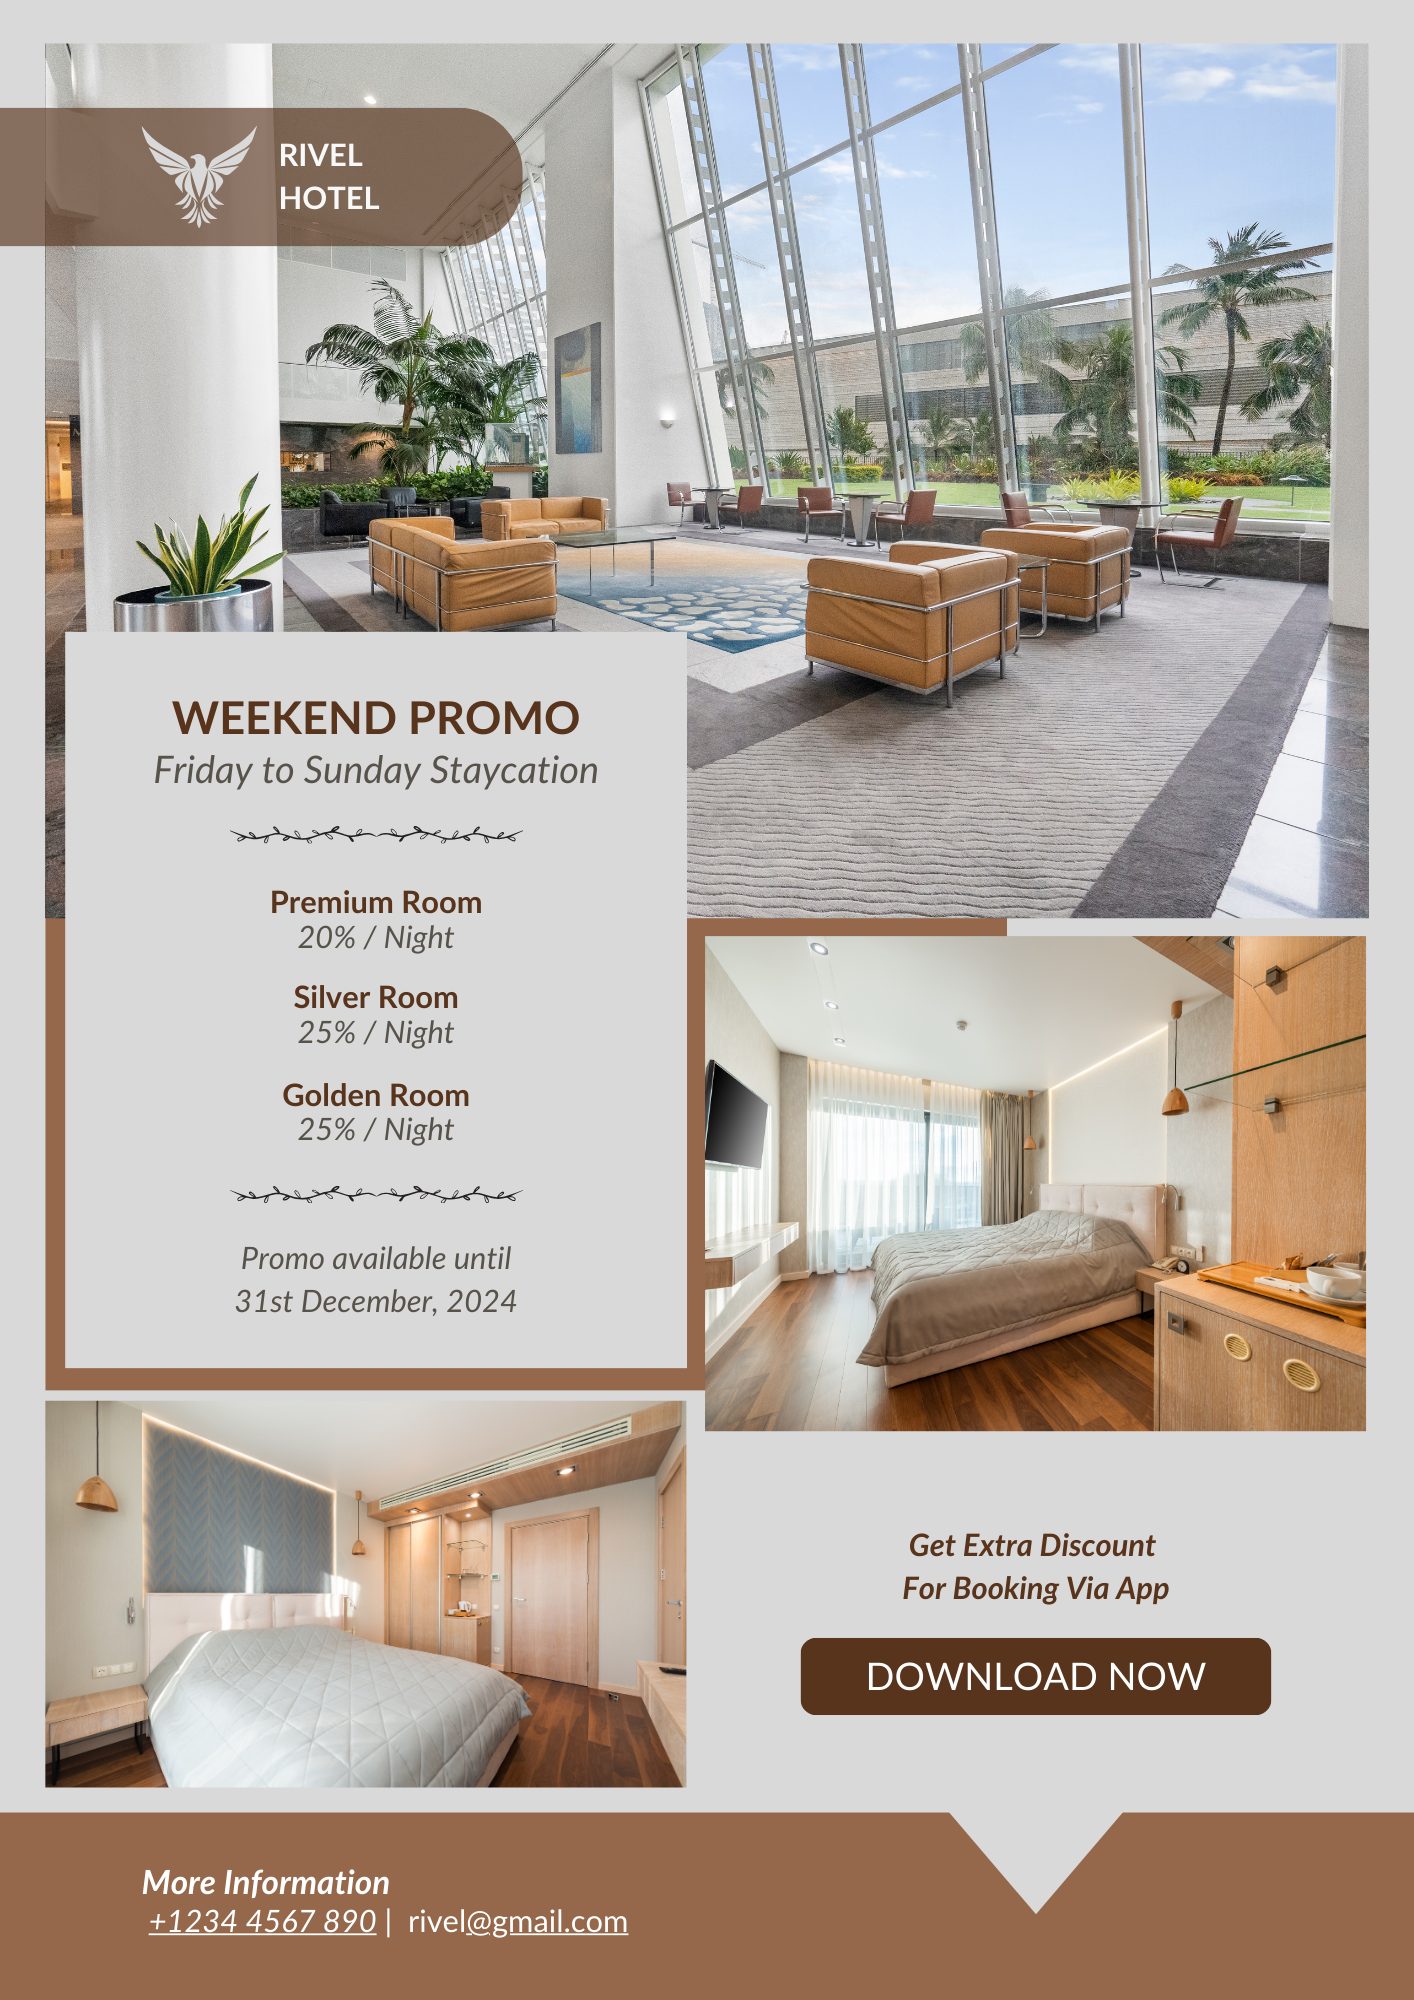 RIVEL
HOTEL
WEEKEND PROMO
Friday to Sunday Staycation
Premium Room
20% / Night
Silver Room
25% / Night
Golden Room
25% / Night
Promo available until
31st December, 2024
Get Extra Discount
For Booking Via App
DOWNLOAD NOW
More Information
+1234 4567 890 | rivel@gmail.com